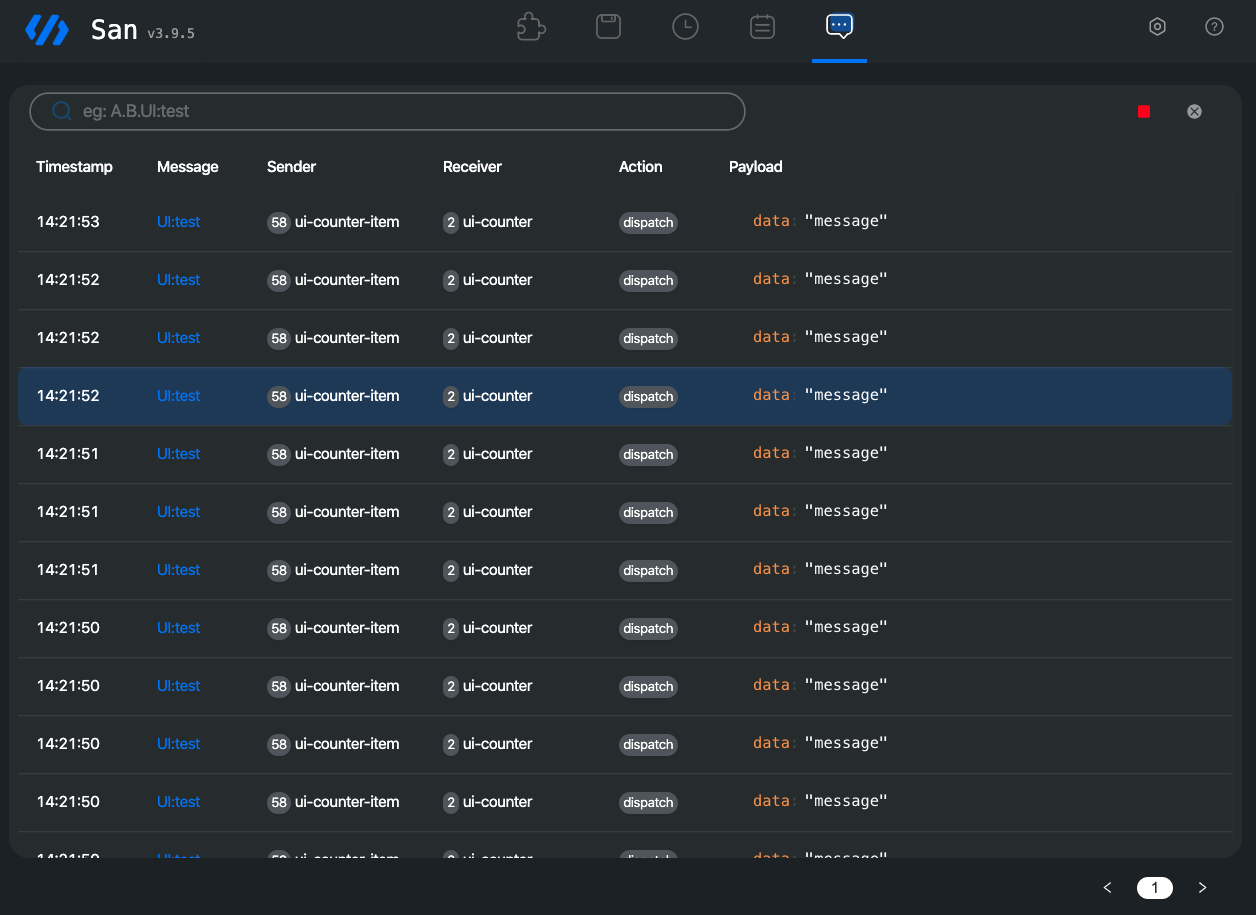 San v3.9.5
eg: A.B.UI:test
Timestamp Message Sender Receiver Action Payload
14:21:53 UI:test 58 ui-counter-item 2 ui-counter dispatch data: "message"
14:21:52 UI:test 58 ui-counter-item 2 ui-counter dispatch data: "message"
14:21:52 UI:test 58 ui-counter-item 2 ui-counter dispatch data: "message"
14:21:52 UI:test 58 ui-counter-item 2 ui-counter dispatch data: "message"
14:21:51 UI:test 58 ui-counter-item 2 ui-counter dispatch data: "message"
14:21:51 UI:test 58 ui-counter-item 2 ui-counter dispatch data: "message"
14:21:51 UI:test 58 ui-counter-item 2 ui-counter dispatch data: "message"
14:21:50 UI:test 58 ui-counter-item 2 ui-counter dispatch data: "message"
14:21:50 UI:test 58 ui-counter-item 2 ui-counter dispatch data: "message"
14:21:50 UI:test 58 ui-counter-item 2 ui-counter dispatch data: "message"
14:21:50 UI:test 58 ui-counter-item 2 ui-counter dispatch data: "message"
1